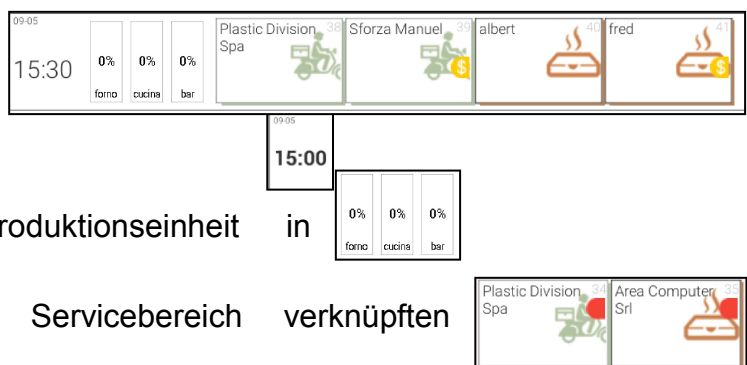 09-05
15:30
0% 0% 0%
forno cucina bar
Plastic Division 38
Spa
Sforza Manuel 39
albert 40
fred 41
$ $
09-05
15:00
roduktionseinheit in
0% 0% 0%
forno cucina bar
Servicebereich verknüpften
Plastic Division 34
Spa
Area Computer 35
Srl